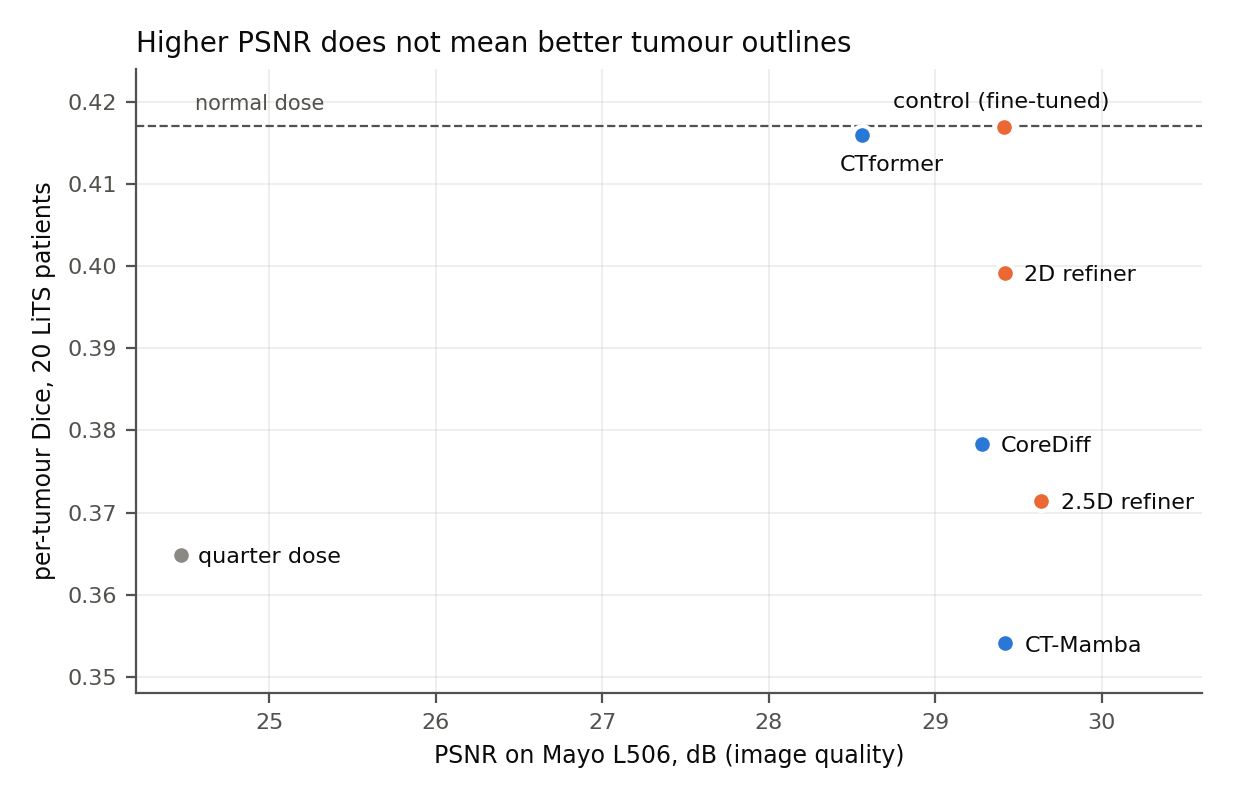 Higher PSNR does not mean better tumour outlines
0.42
normal dose
control (fine-tuned)
CTformer
0.41
0.40
2D refiner
0.39
0.38
CoreDiff
0.37
2.5D refiner
quarter dose
0.36
CT-Mamba
0.35
per-tumour Dice, 20 LiTS patients
25 26 27 28 29 30
PSNR on Mayo L506, dB (image quality)